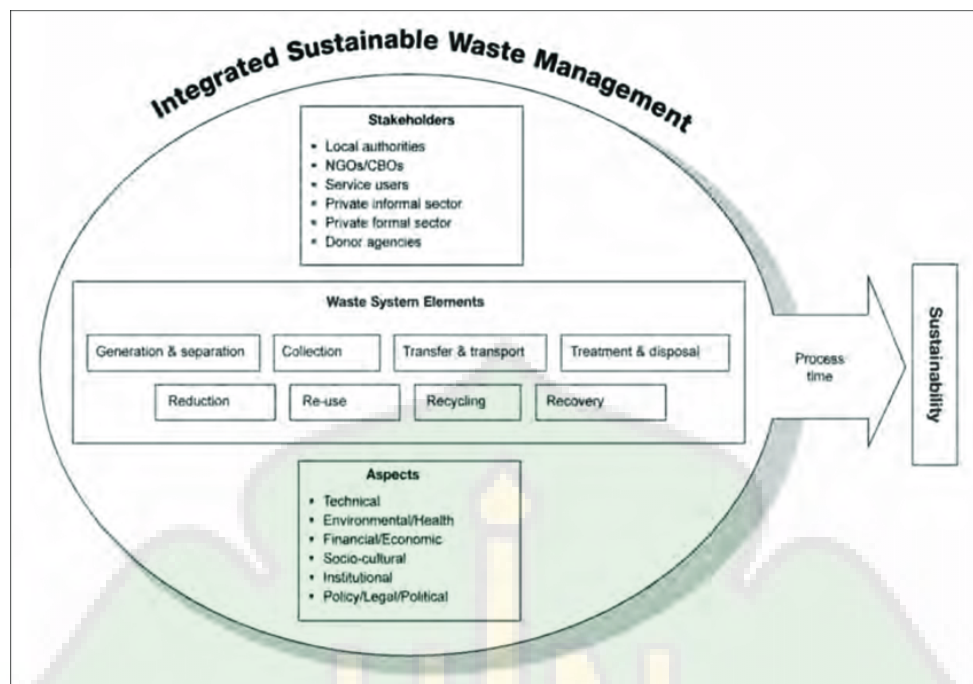 Integrated Sustainable Waste Management
Stakeholders
Local authorities
NGOs/CBOs
Service users
Private informal sector
Private formal sector
Donor agencies
Waste System Elements
Generation & separation
Collection
Transfer & transport
Treatment & disposal
Reduction
Re-use
Recycling
Recovery
Process
time
Sustainability
Aspects
Technical
Environmental/Health
Financial/Economic
Socio-cultural
Institutional
Policy/Legal/Political